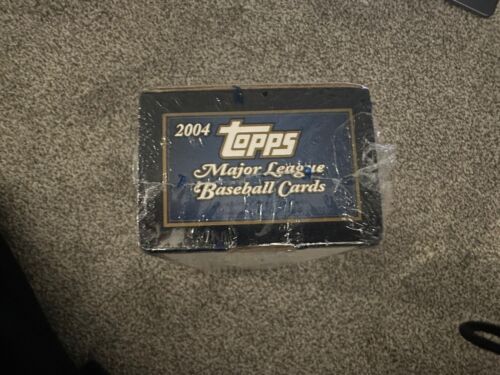 2004 Topps
Major League
Baseball Cards